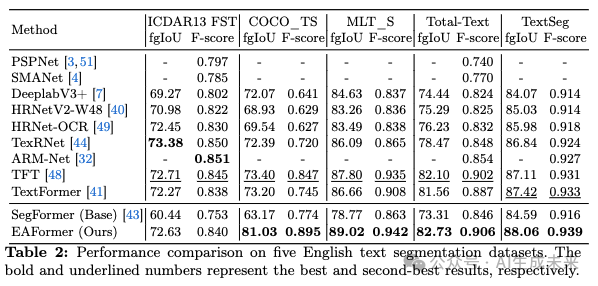 Method ICDAR13 FST COCO_TS MLT_S Total-Text TextSeg
fgIoU F-score fgIoU F-score fgIoU F-score fgIoU F-score fgIoU F-score
PSPNet [3,51] - 0.797 - - - - - 0.740 - -
SMANet [4] - 0.785 - - - - - 0.770 - -
DeeplabV3+ [7] 69.27 0.802 72.07 0.641 84.63 0.837 74.44 0.824 84.07 0.914
HRNetV2-W48 [40] 70.98 0.822 68.93 0.629 83.26 0.836 75.29 0.825 85.03 0.914
HRNet-OCR [49] 72.45 0.830 69.54 0.627 83.49 0.838 76.23 0.832 85.98 0.918
TexRNet [44] 73.38 0.850 72.39 0.720 86.09 0.865 78.47 0.848 86.84 0.924
ARM-Net [32] - 0.851 - - - - - 0.854 - 0.927
TFT [48] 72.71 0.845 73.40 0.847 87.80 0.935 82.10 0.902 87.11 0.931
TextFormer [41] 72.27 0.838 73.20 0.745 86.66 0.908 81.56 0.887 87.42 0.933
SegFormer (Base) [43] 60.44 0.753 63.17 0.774 78.77 0.863 73.31 0.846 84.59 0.916
EAFormer (Ours) 72.63 0.840 81.03 0.895 89.02 0.942 82.73 0.906 88.06 0.939
Table 2: Performance comparison on five English text segmentation datasets. The
bold and underlined numbers represent the best and second-best results, respectively.
公众号 · AI生成未来